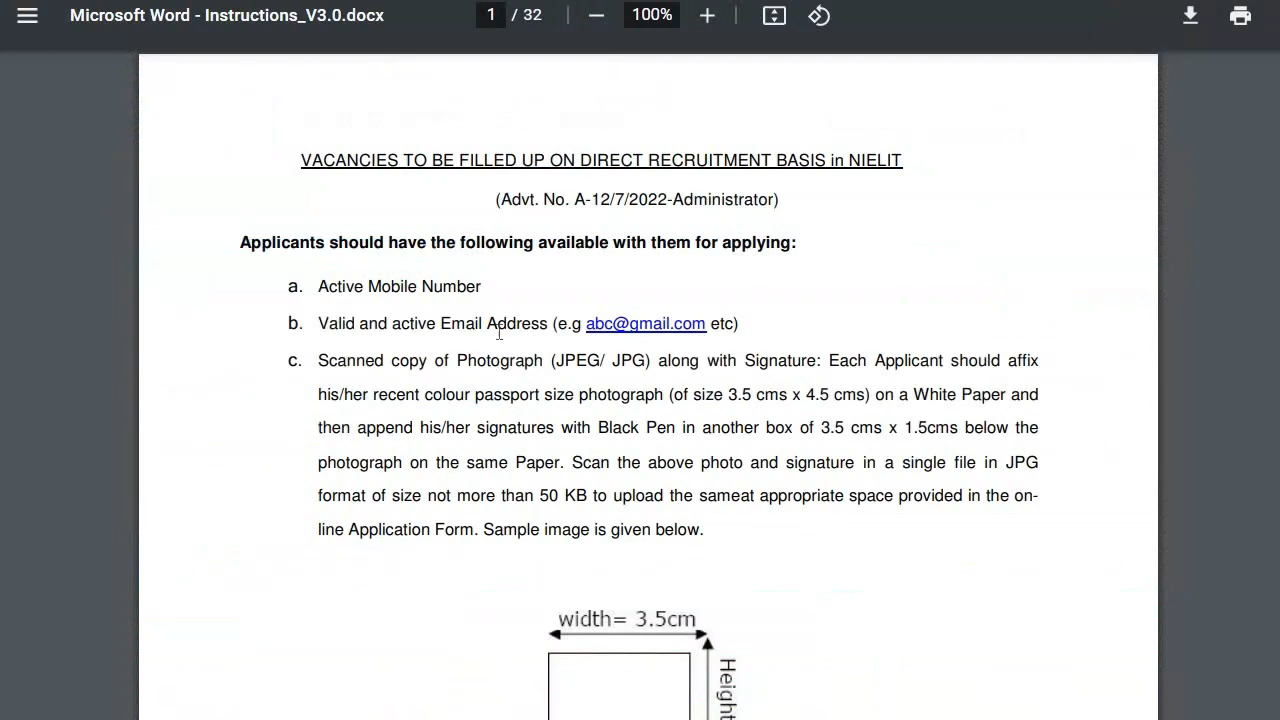 Microsoft Word - Instructions_V3.0.docx
1 / 32
100%
VACANCIES TO BE FILLED UP ON DIRECT RECRUITMENT BASIS in NIELIT
(Advt. No. A-12/7/2022-Administrator)
Applicants should have the following available with them for applying:
a. Active Mobile Number
b. Valid and active Email Address (e.g abc@gmail.com etc)
c. Scanned copy of Photograph (JPEG/ JPG) along with Signature: Each Applicant should affix
his/her recent colour passport size photograph (of size 3.5 cms x 4.5 cms) on a White Paper and
then append his/her signatures with Black Pen in another box of 3.5 cms x 1.5cms below the
photograph on the same Paper. Scan the above photo and signature in a single file in JPG
format of size not more than 50 KB to upload the sameat appropriate space provided in the on-
line Application Form. Sample image is given below.
width= 3.5cm
Height